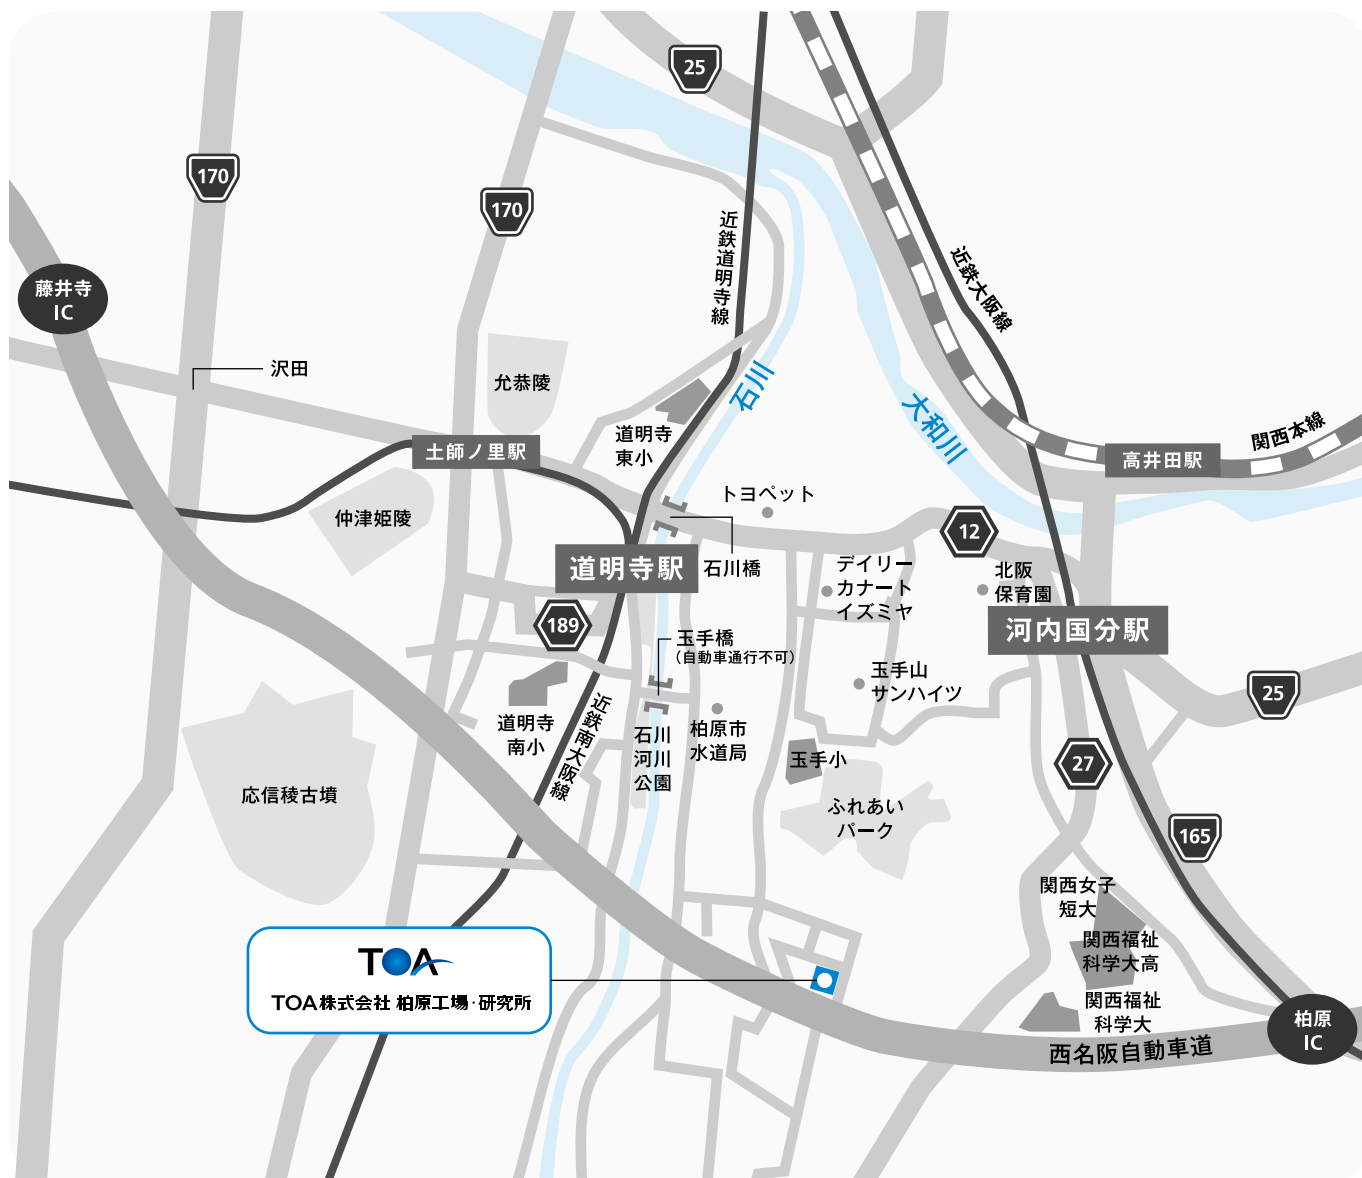 25
170
170
近鉄道明寺線
近鉄大阪線
藤井寺
IC
沢田
允恭陵
石川
大和川
道明寺
東小
土師ノ里駅
関西本線
高井田駅
仲津姫陵
トヨペット
12
道明寺駅
石川橋
デイリー
カナート
イズミヤ
北阪
保育園
189
河内国分駅
玉手橋
（自動車通行不可）
玉手山
サンハイツ
25
道明寺
南小
近鉄南大阪線
石川
河川
公園
柏原市
水道局
玉手小
27
応信稜古墳
ふれあい
パーク
165
関西女子
短大
関西福祉
科学大高
関西福祉
科学大
TOA
TOA株式会社 柏原工場·研究所
柏原
IC
西名阪自動車道